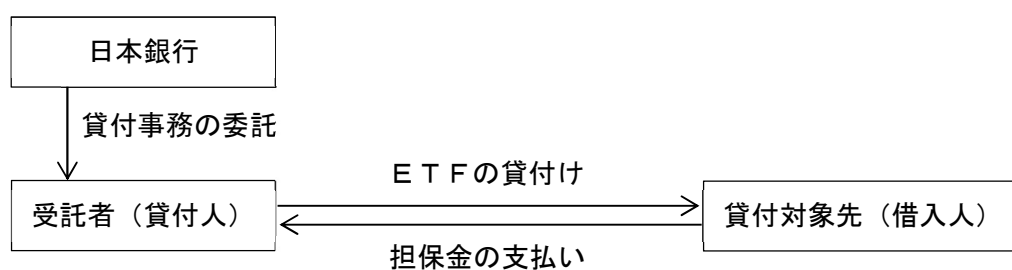 日本銀行
貸付事務の委託
ＥＴＦの貸付け
受託者（貸付人）
貸付対象先（借入人）
担保金の支払い